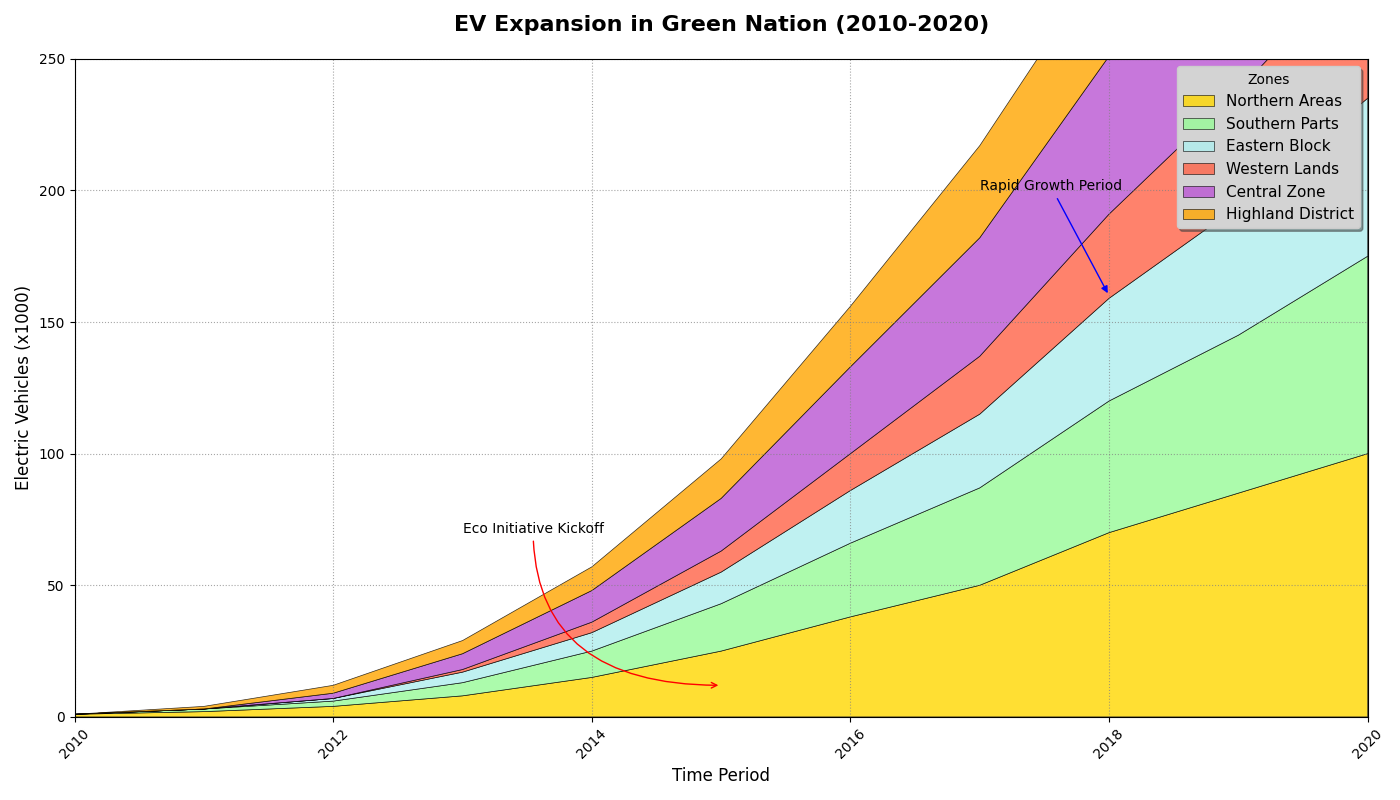 EV Expansion in Green Nation (2010-2020)
Electric Vehicles (x1000)
250
200
150
100
50
0
2010
2012
2014
2016
2018
2020
Time Period
Eco Initiative Kickoff
Rapid Growth Period
Zones
Northern Areas
Southern Parts
Eastern Block
Western Lands
Central Zone
Highland District